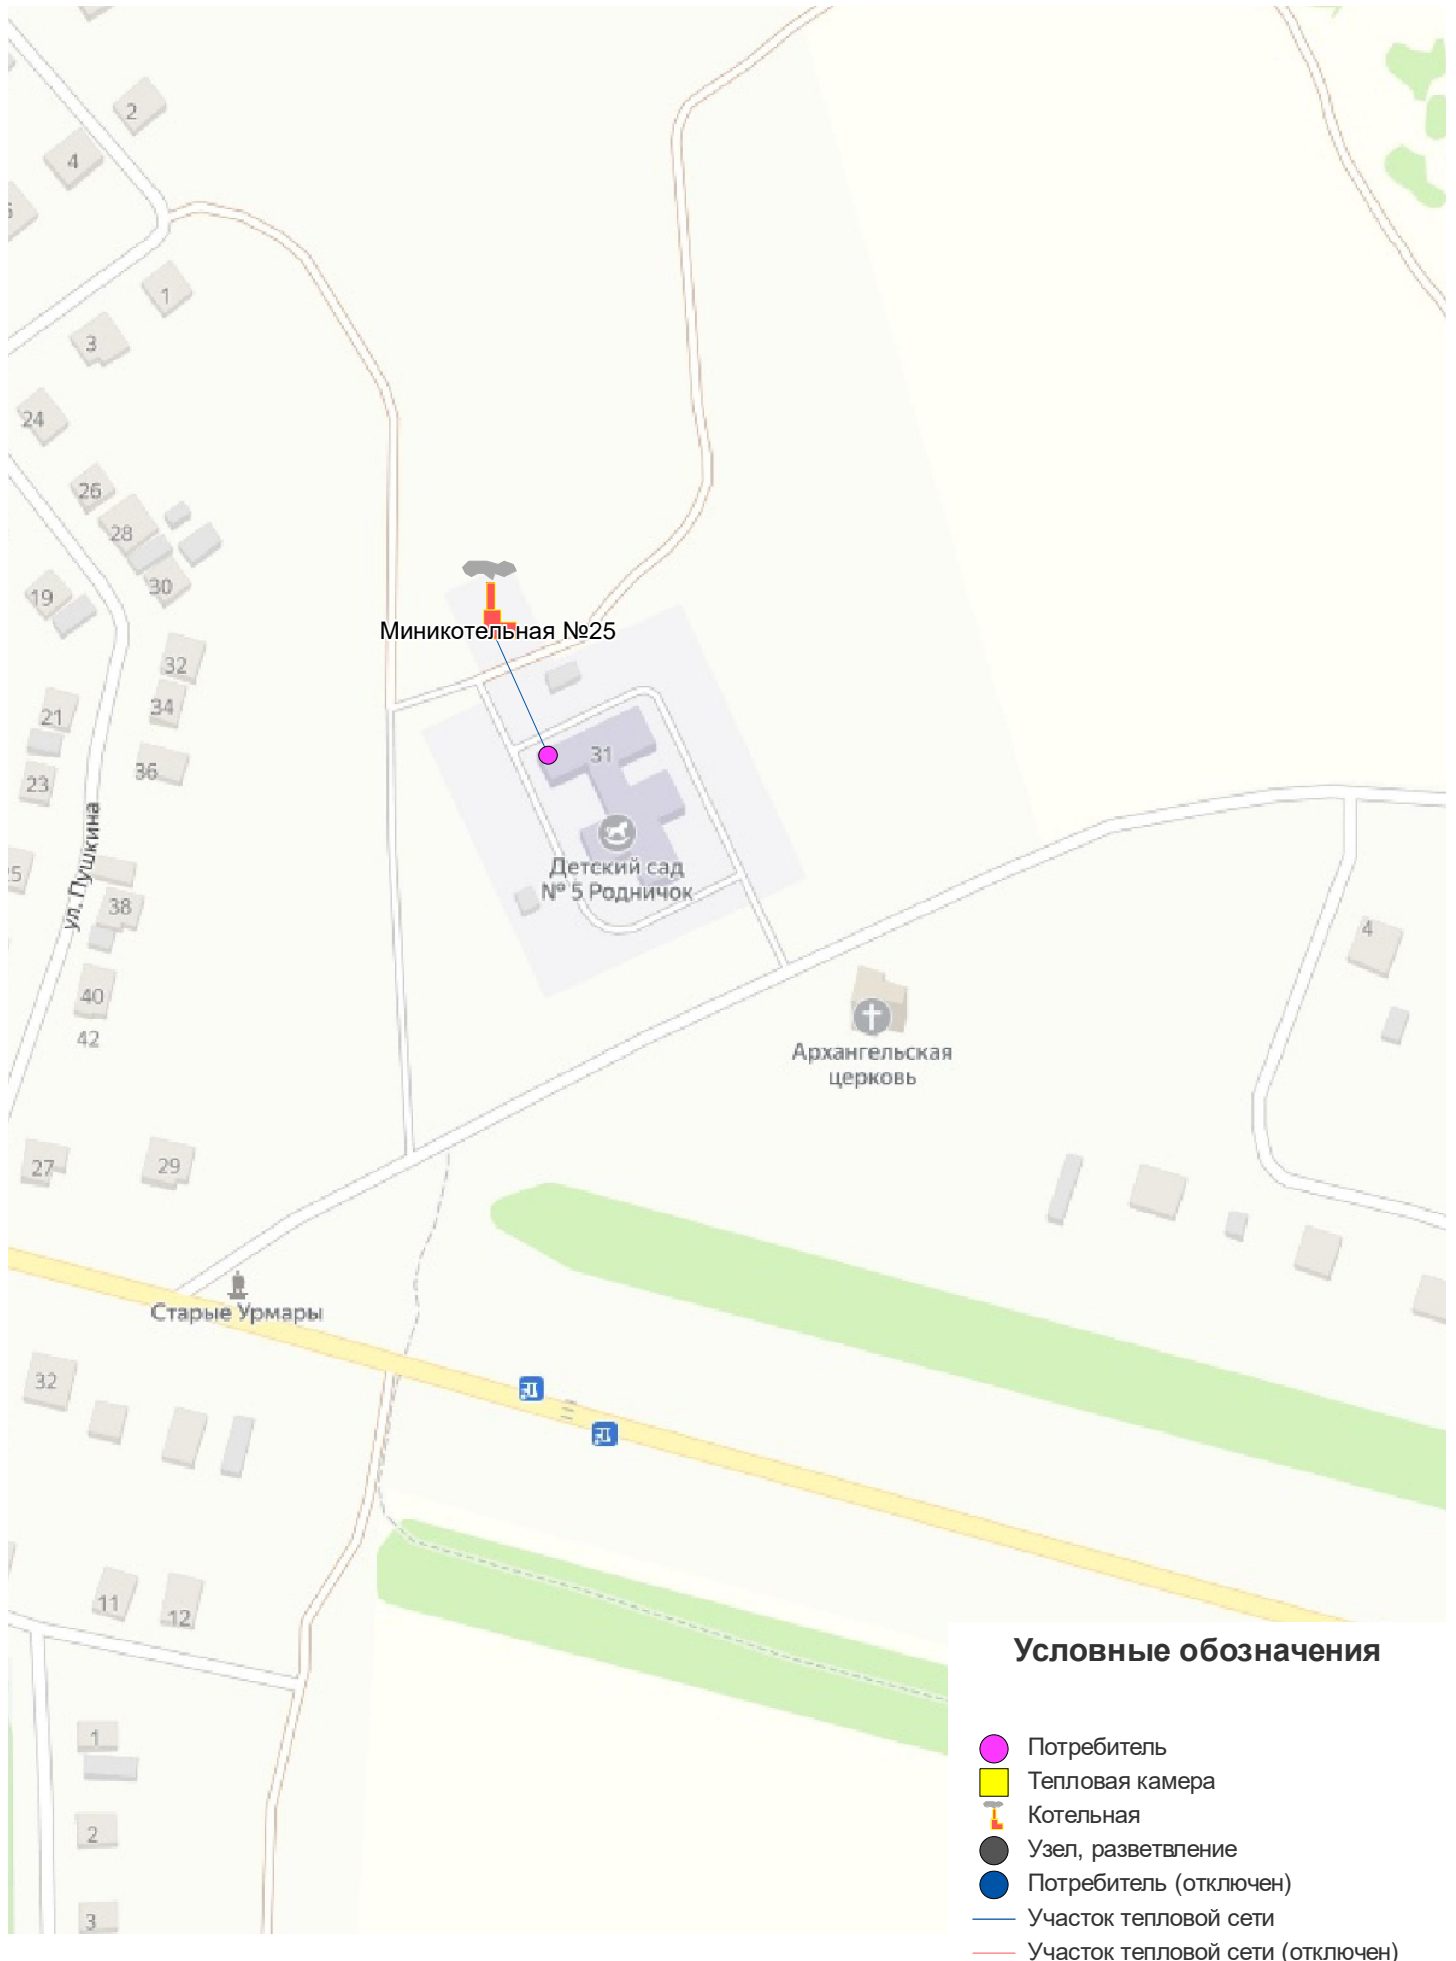 2
4
1
3
24
26
28
30
19
Миникотельная №25
32
34
21
36
23
31
ул. Пушкина
Детский сад
№ 5 Родничок
38
4
40
42
Архангельская
церковь
27
29
Старые Урмары
32
11
12
1
2
3
Условные обозначения
Потребитель
Тепловая камера
Котельная
Узел, разветвление
Потребитель (отключен)
Участок тепловой сети
Участок тепловой сети (отключен)